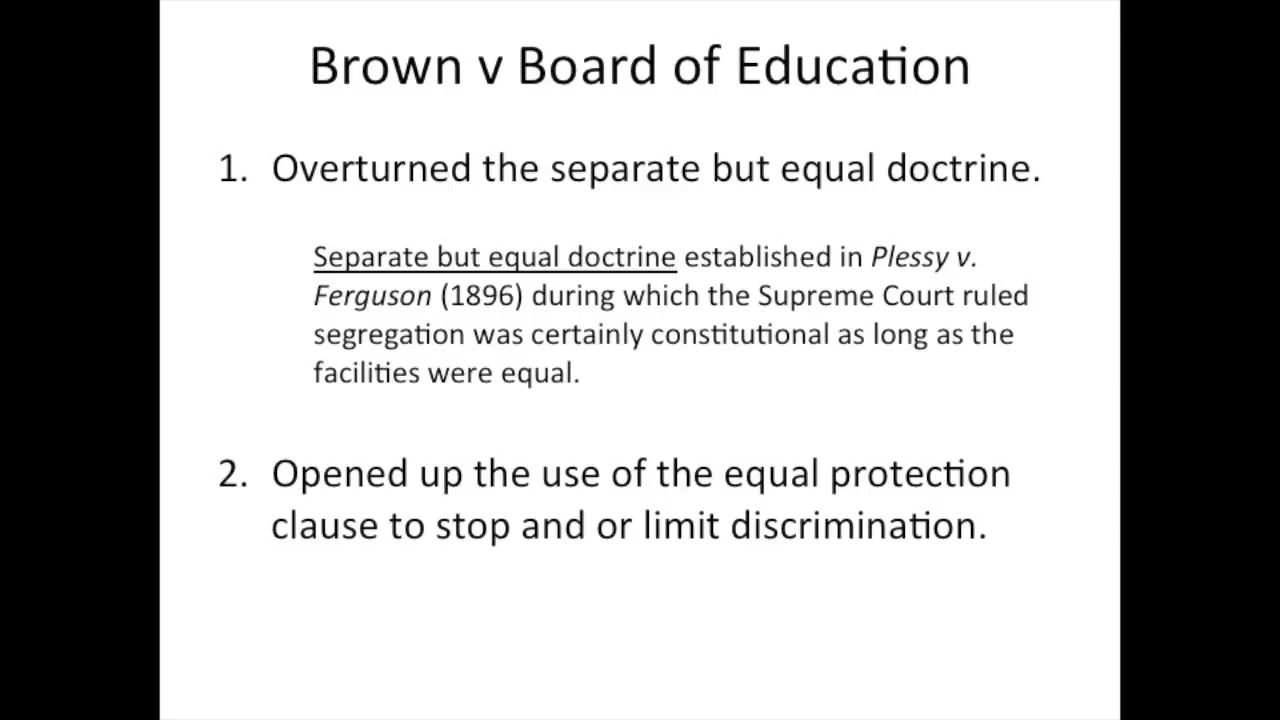 Brown v Board of Education
1. Overturned the separate but equal doctrine.
Separate but equal doctrine established in Plessy v.
Ferguson (1896) during which the Supreme Court ruled
segregation was certainly constitutional as long as the
facilities were equal.
2. Opened up the use of the equal protection
clause to stop and or limit discrimination.